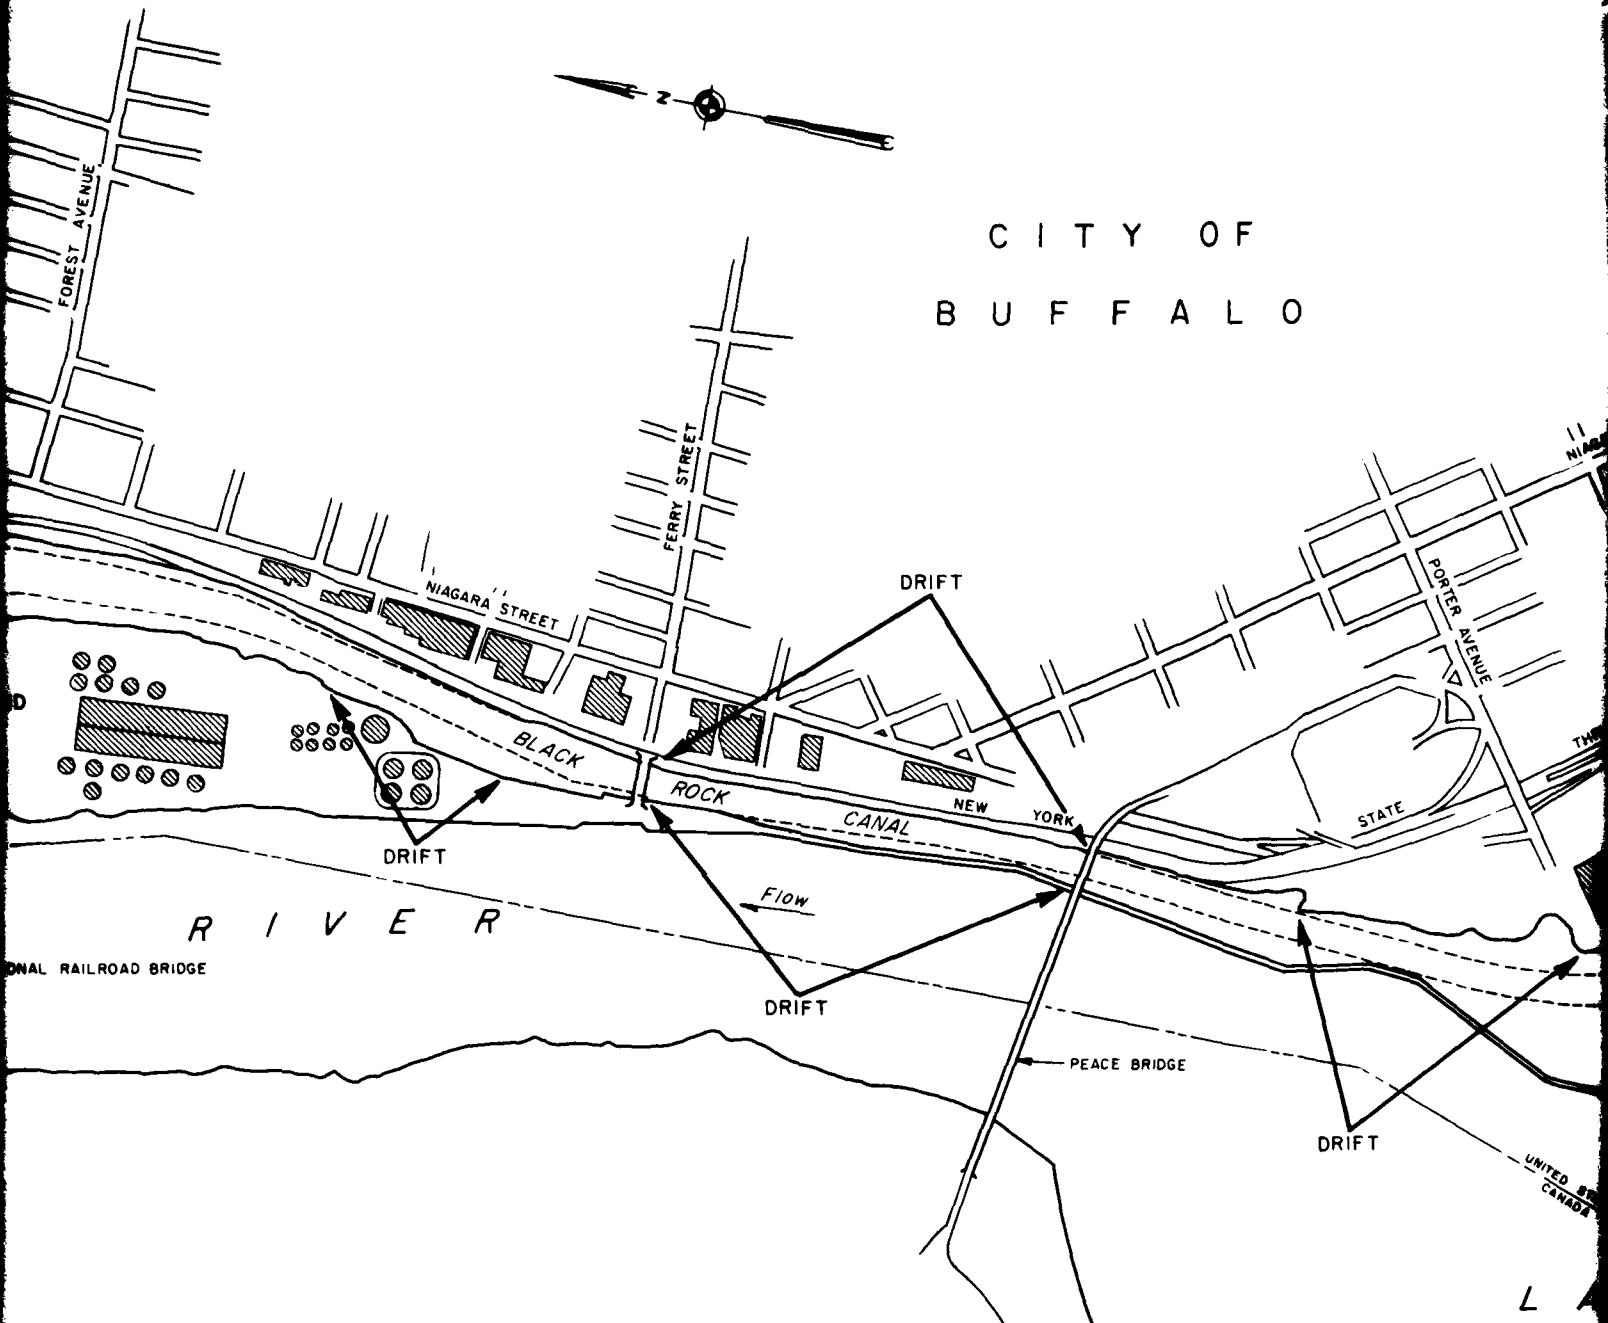 N
CITY OF
BUFFALO
FOREST AVENUE
FERRY STREET
NIAGARA STREET
DRIFT
PORTER AVENUE
BLACK
ROCK
CANAL
NEW YORK
STATE
DRIFT
Flow
RIVER
RAILROAD BRIDGE
DRIFT
PEACE BRIDGE
DRIFT
UNITED
CANADA